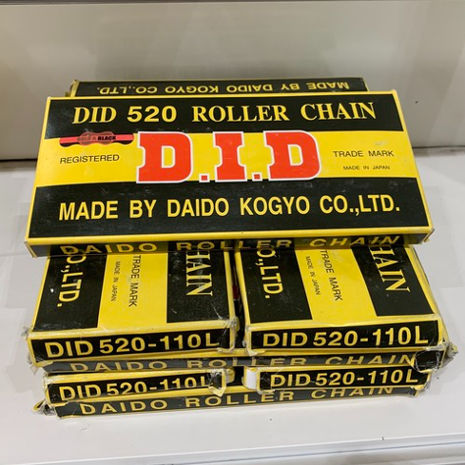 MADE BY DAIDO KOGYO CO.,LTD.
DID 520 ROLLER CHAIN
BLACK
REGISTERED
D.I.D
TRADE MARK
MADE IN JAPAN
MADE BY DAIDO KOGYO CO.,LTD.
DAIDO ROLLER CHAIN
CO.,LTD.
MADE IN JAPAN
TRADE MARK
CHAIN
O.,LTD.
MADE IN JAPAN
TRADE MARK
HAIN
DID 520-110L
DID 520-110L
DAIDO ROLLER CHAIN
DID 520-110L
DID 520-110L
DAIDO ROLLER CHAIN